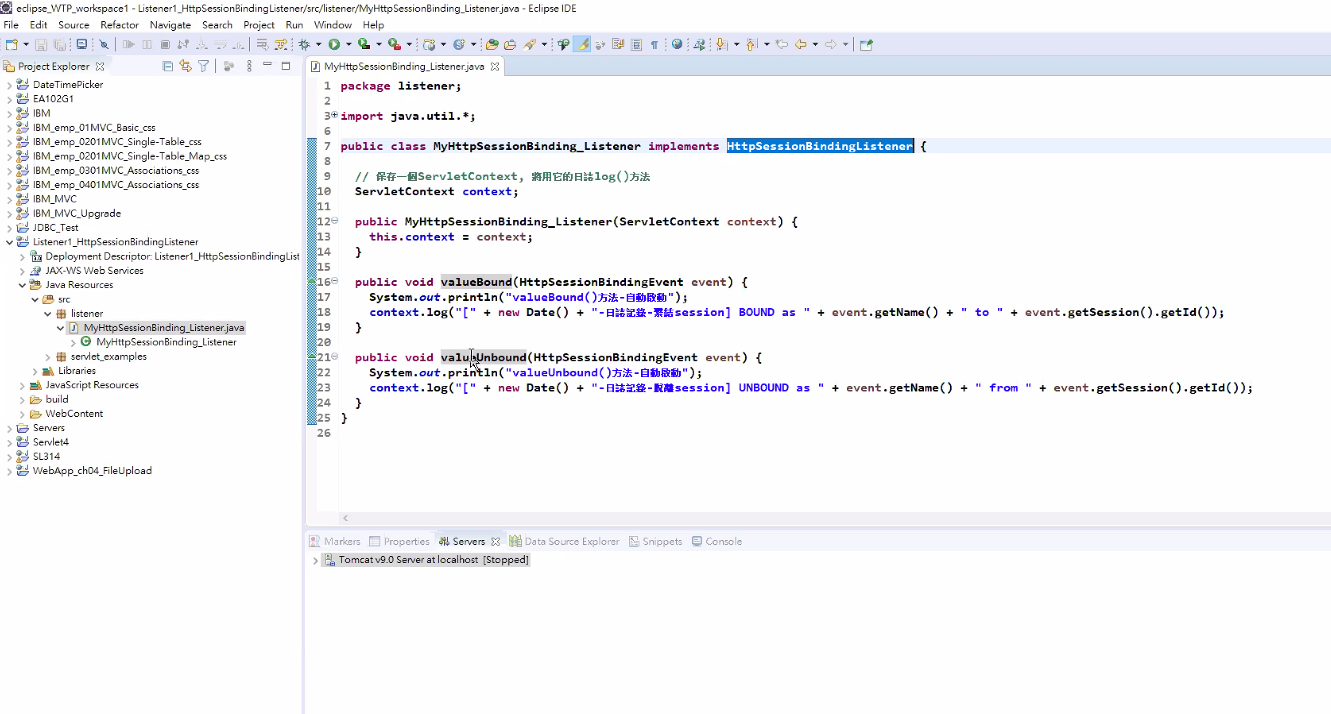 eclipse_WTP_workspace1 - Listener1_HttpSessionBindingListener/src/listener/MyHttpSessionBinding_Listener.java - Eclipse IDE
File Edit Source Refactor Navigate Search Project Run Window Help
Project Explorer
DateTimePicker
EA102G1
IBM
IBM_emp_01MVC_Basic_css
IBM_emp_0201MVC_Single-Table_css
IBM_emp_0201MVC_Single-Table_Map_css
IBM_emp_0301MVC_Associations_css
IBM_emp_0401MVC_Associations_css
IBM_MVC
IBM_MVC_Upgrade
JDBC_Test
Listener1_HttpSessionBindingListener
Deployment Descriptor: Listener1_HttpSessionBindingList
JAX-WS Web Services
Java Resources
src
listener
MyHttpSessionBinding_Listener.java
MyHttpSessionBinding_Listener
servlet_examples
Libraries
JavaScript Resources
build
WebContent
Servers
Servlet4
SL314
WebApp_ch04_FileUpload
MyHttpSessionBinding_Listener.java
1 package listener;
2
3 import java.util.*;
6
7 public class MyHttpSessionBinding_Listener implements HttpSessionBindingListener {
8
9 // 保存一個ServletContext, 將用它的日誌log()方法
10 ServletContext context;
11
12 public MyHttpSessionBinding_Listener(ServletContext context) {
13 this.context = context;
14 }
15
16 public void valueBound(HttpSessionBindingEvent event) {
17 System.out.println("valueBound()方法-自動啟動");
18 context.log("[" + new Date() + "-日誌記錄-繫結session] BOUND as " + event.getName() + " to " + event.getSession().getId());
19 }
20
21 public void valueUnbound(HttpSessionBindingEvent event) {
22 System.out.println("valueUnbound()方法-自動啟動");
23 context.log("[" + new Date() + "-日誌記錄-脫離session] UNBOUND as " + event.getName() + " from " + event.getSession().getId());
24 }
25 }
26
Markers Properties Servers Data Source Explorer Snippets Console
Tomcat v9.0 Server at localhost [Stopped]